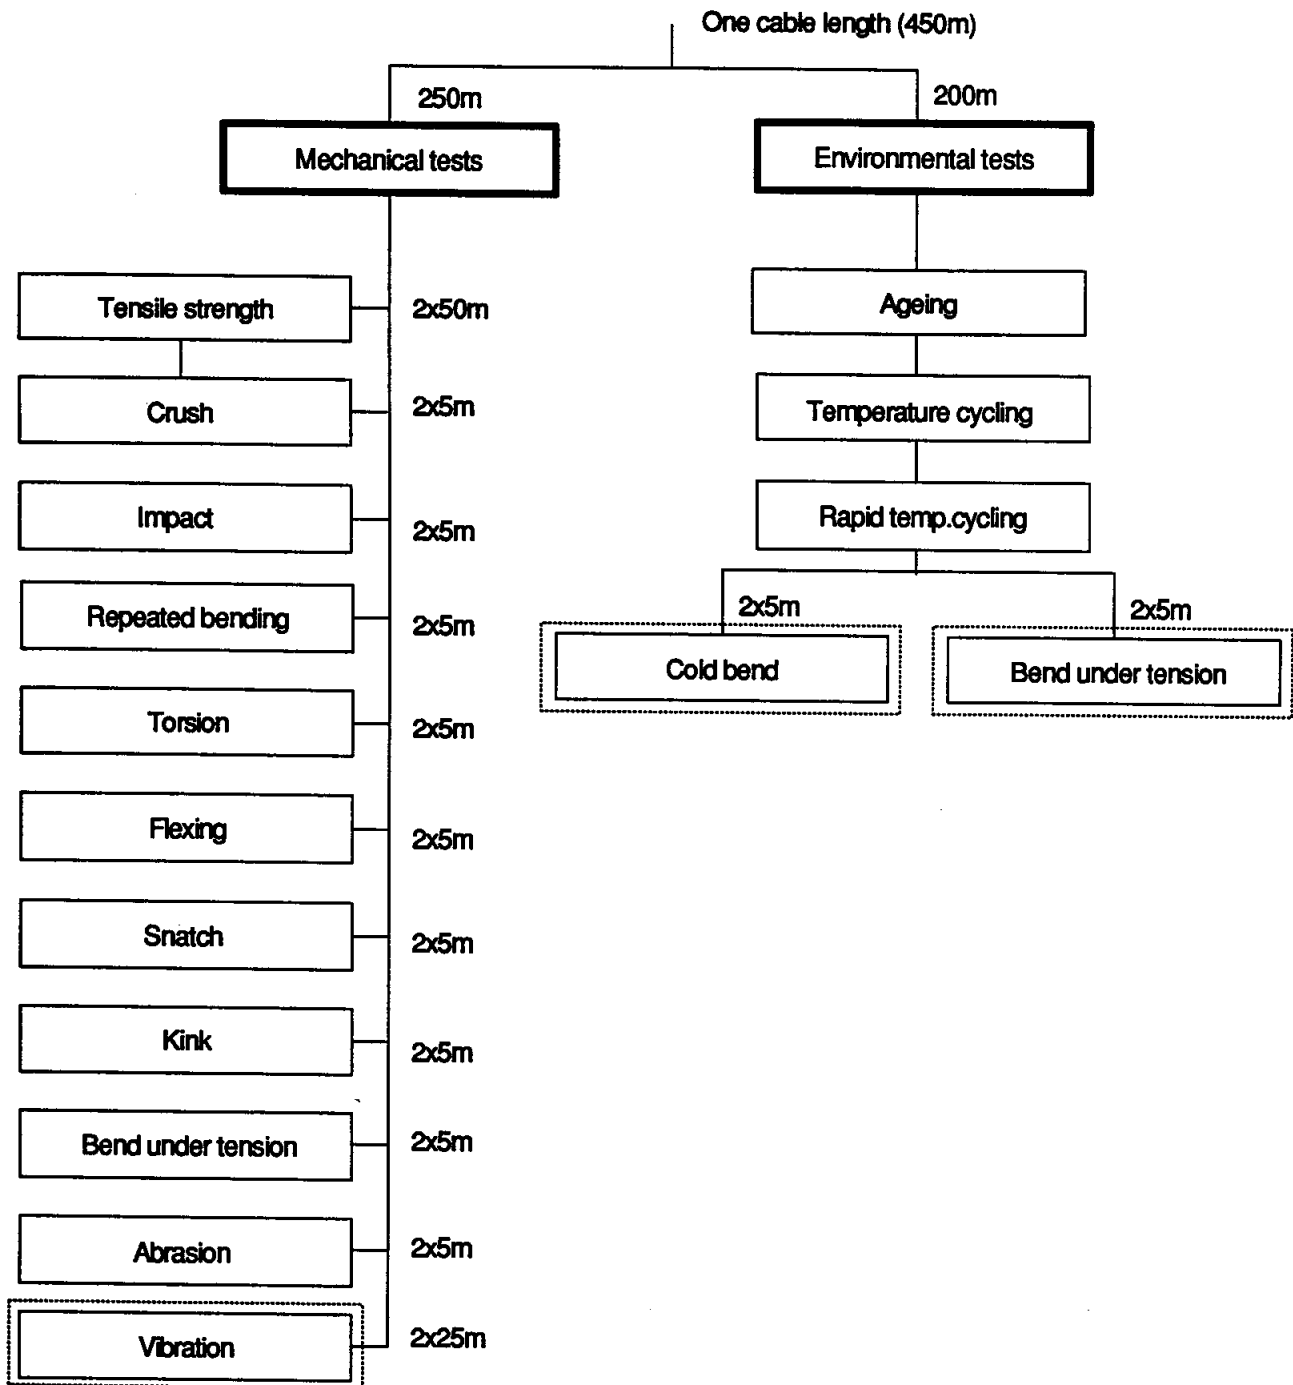 One cable length (450m)
250m
200m
Mechanical tests
Environmental tests
Tensile strength
2x50m
Crush
2x5m
Impact
2x5m
Repeated bending
2x5m
Torsion
2x5m
Flexing
2x5m
Snatch
2x5m
Kink
2x5m
Bend under tension
2x5m
Abrasion
2x5m
Vibration
2x25m
Ageing
Temperature cycling
Rapid temp.cycling
2x5m
2x5m
Cold bend
Bend under tension